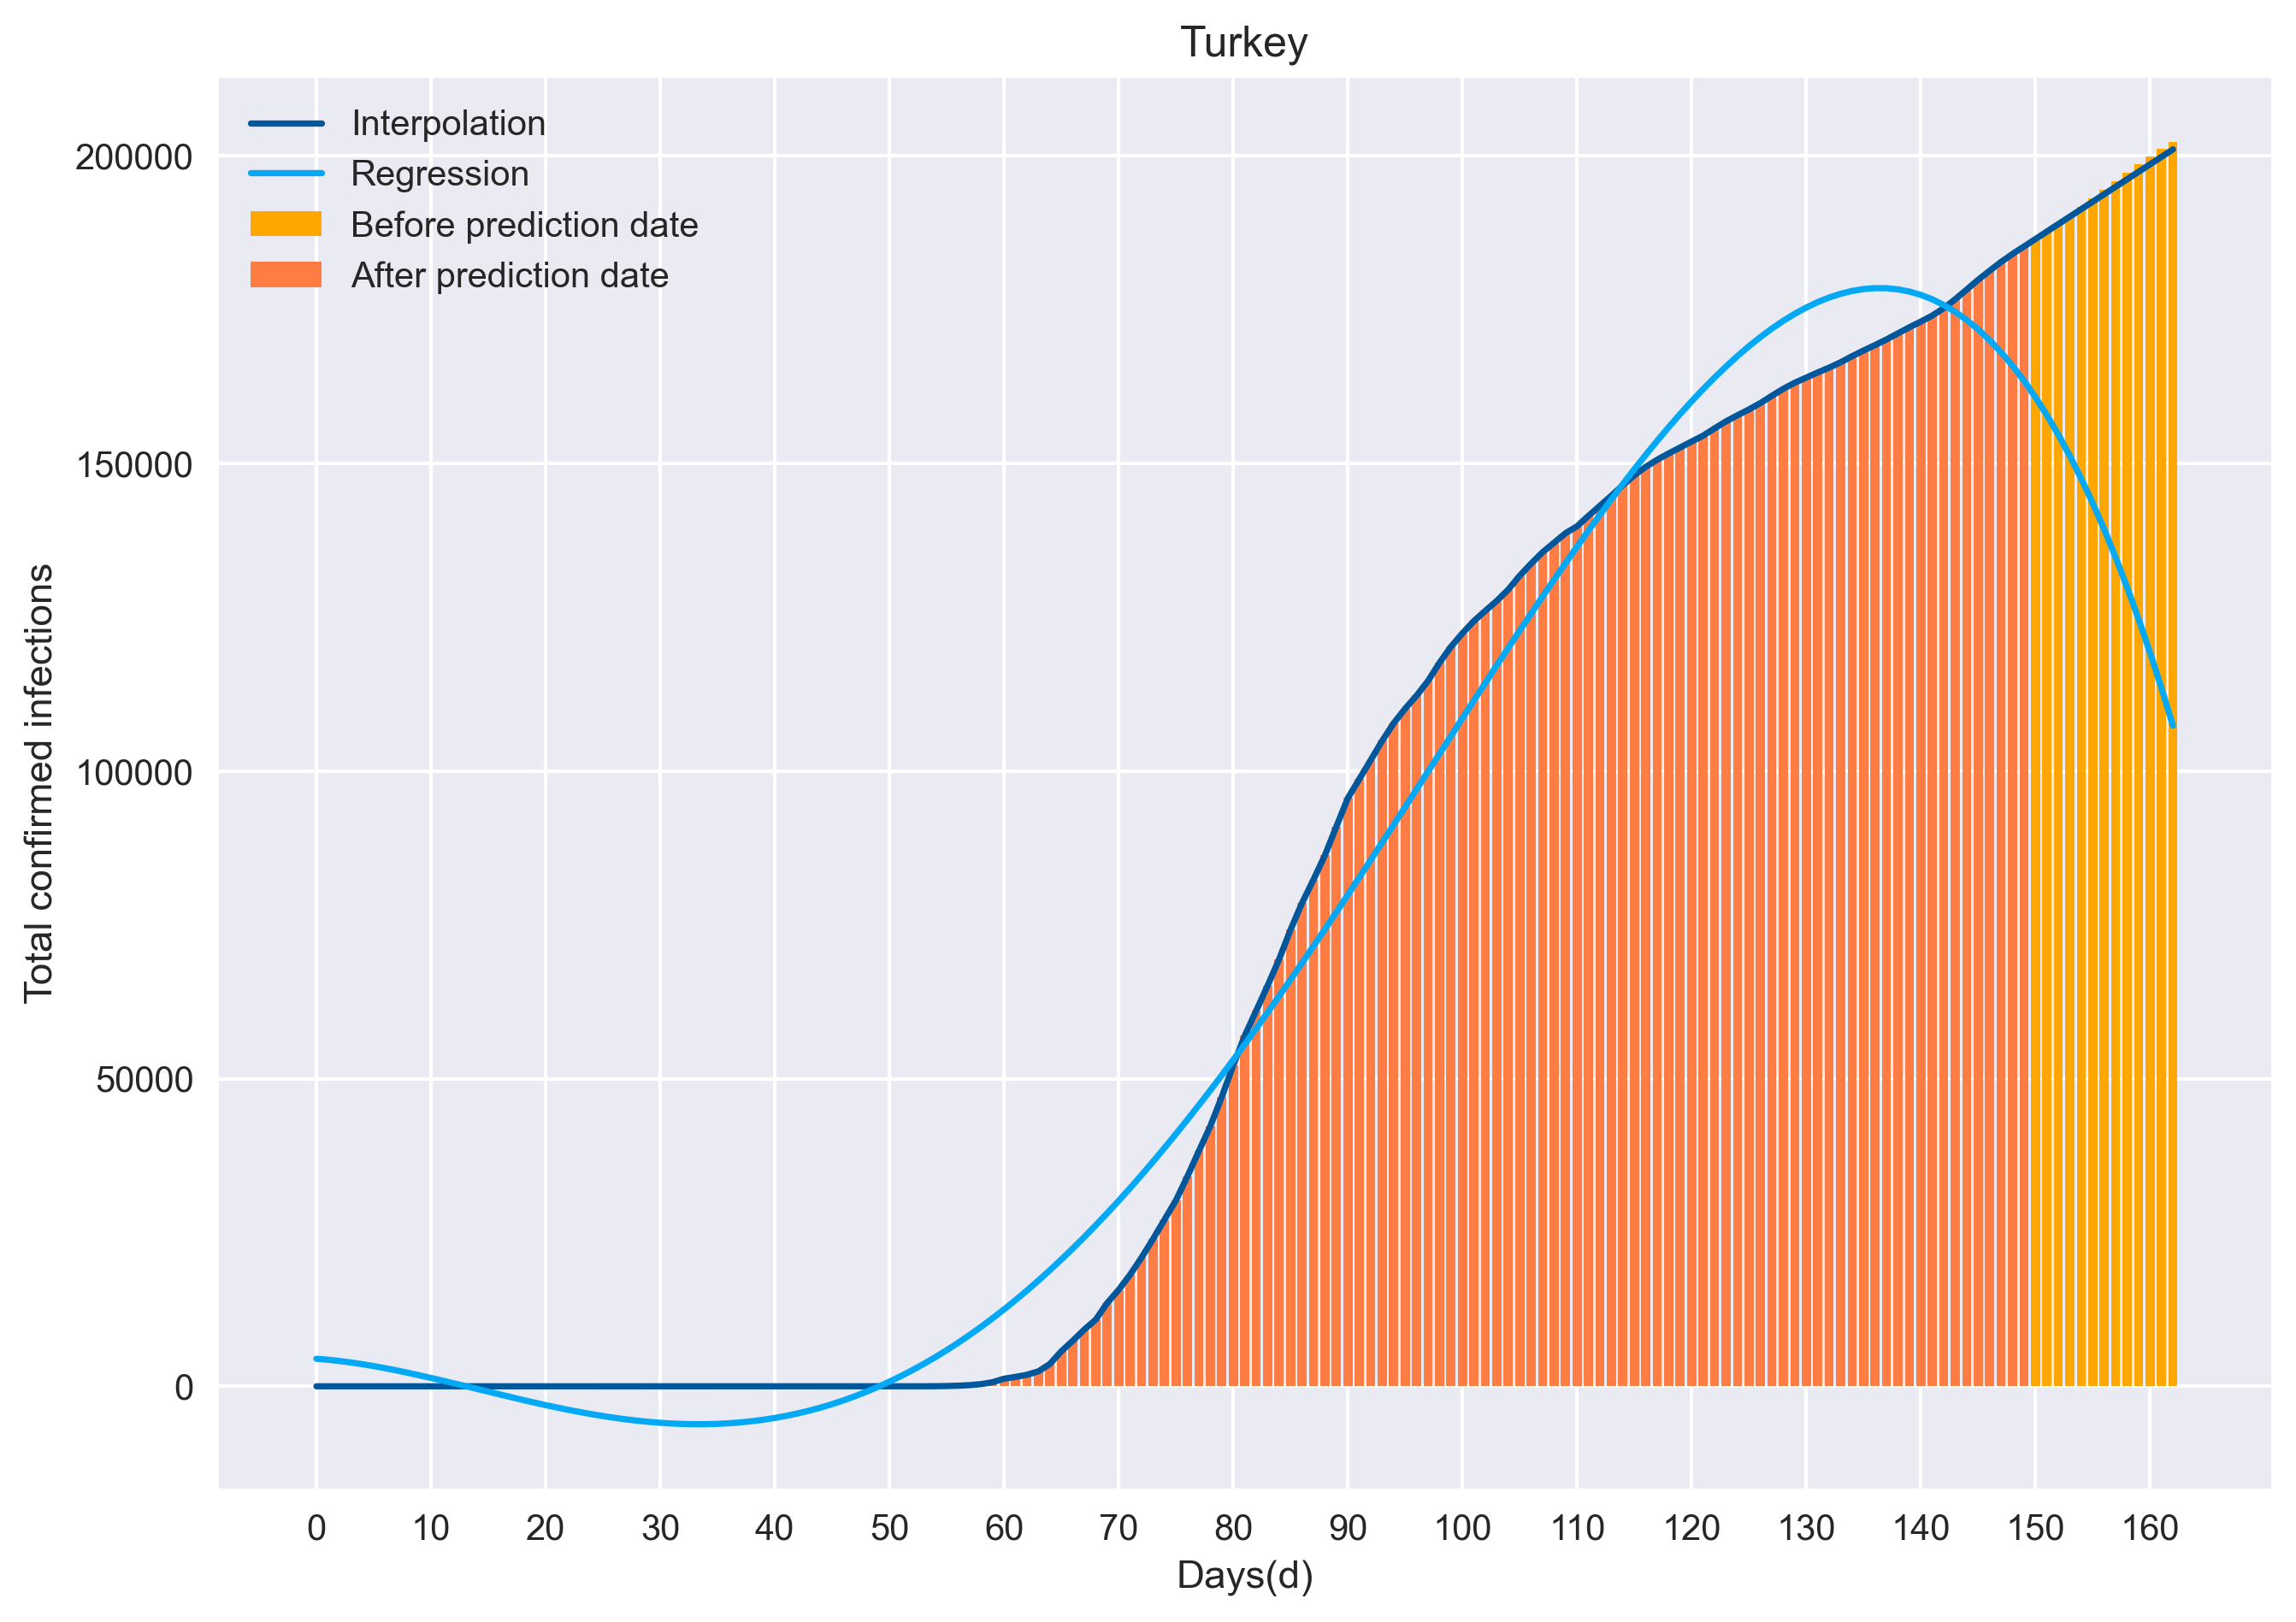 Turkey
Interpolation
Regression
Before prediction date
After prediction date
200000
150000
100000
50000
0
Total confirmed infections
0 10 20 30 40 50 60 70 80 90 100 110 120 130 140 150 160
Days(d)